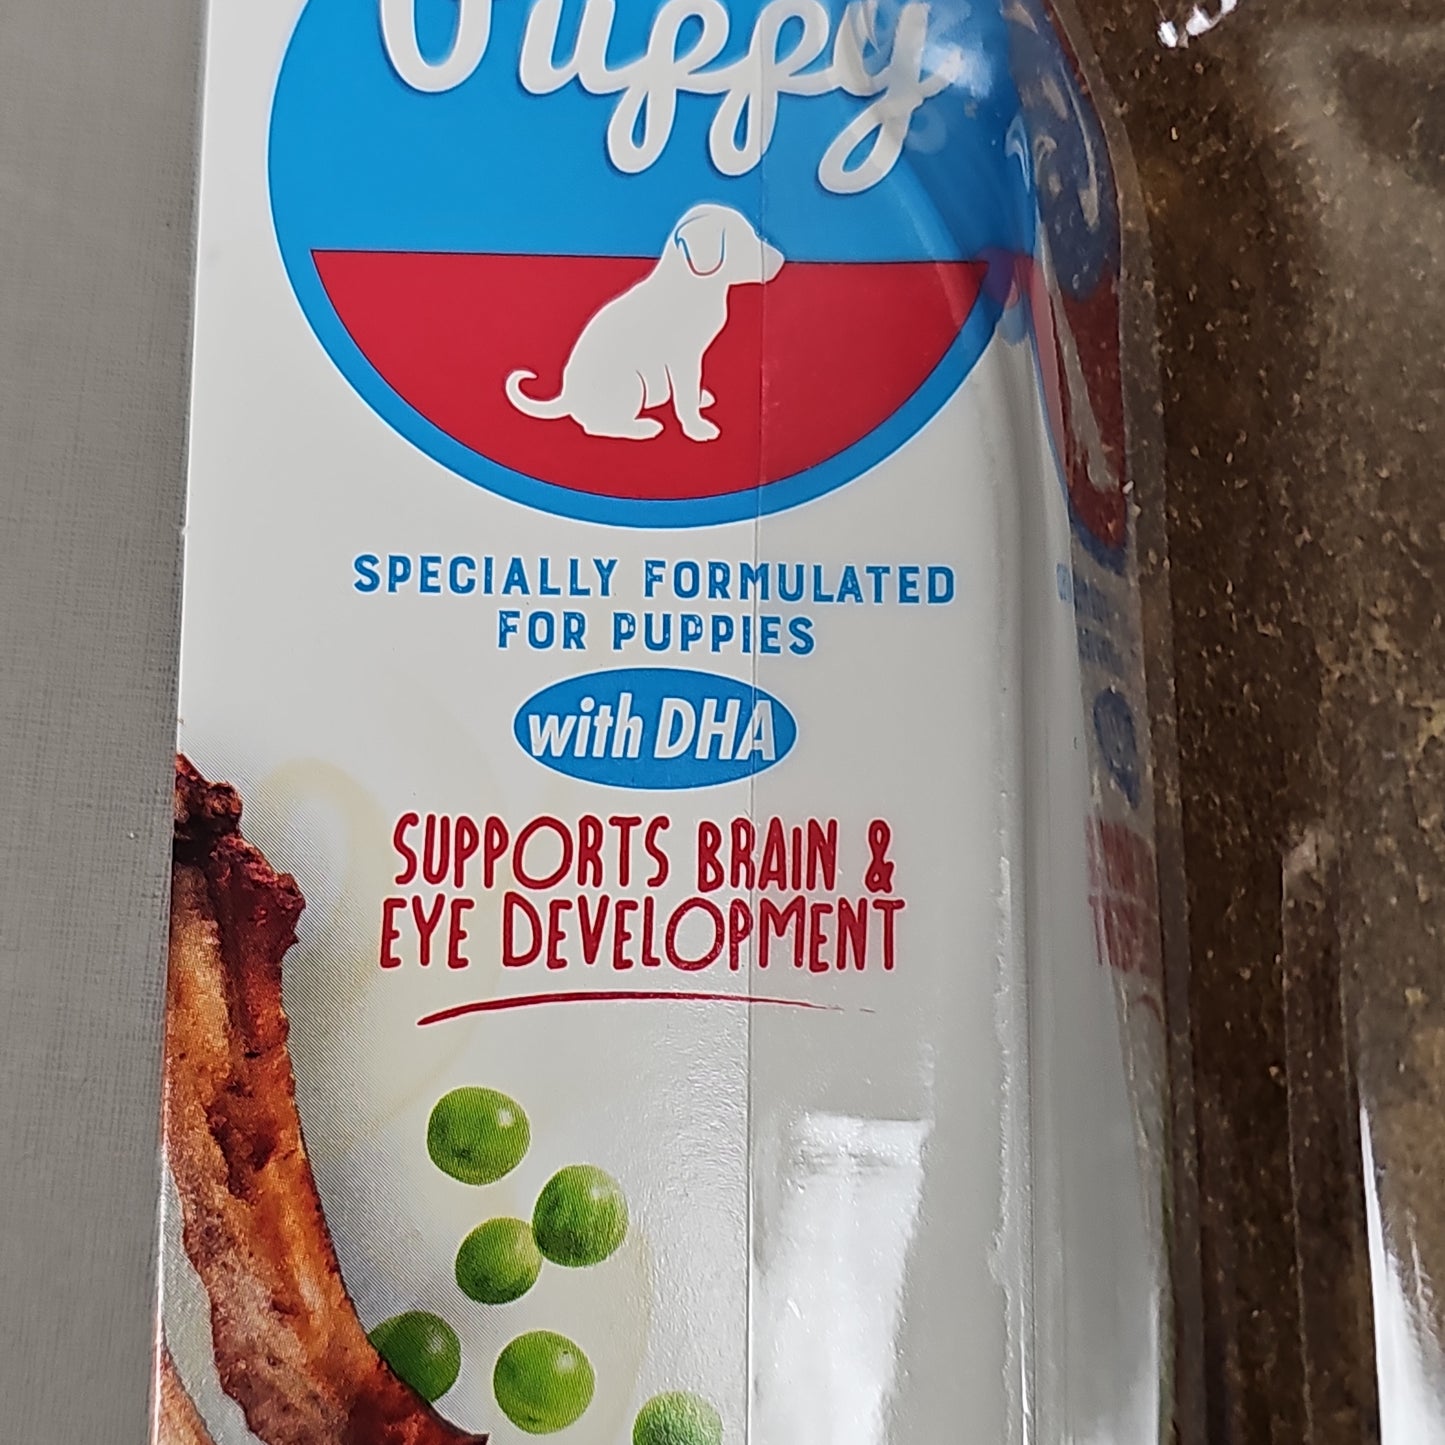 Puppy
SPECIALLY FORMULATED
FOR PUPPIES
with DHA
SUPPORTS BRAIN &
EYE DEVELOPMENT